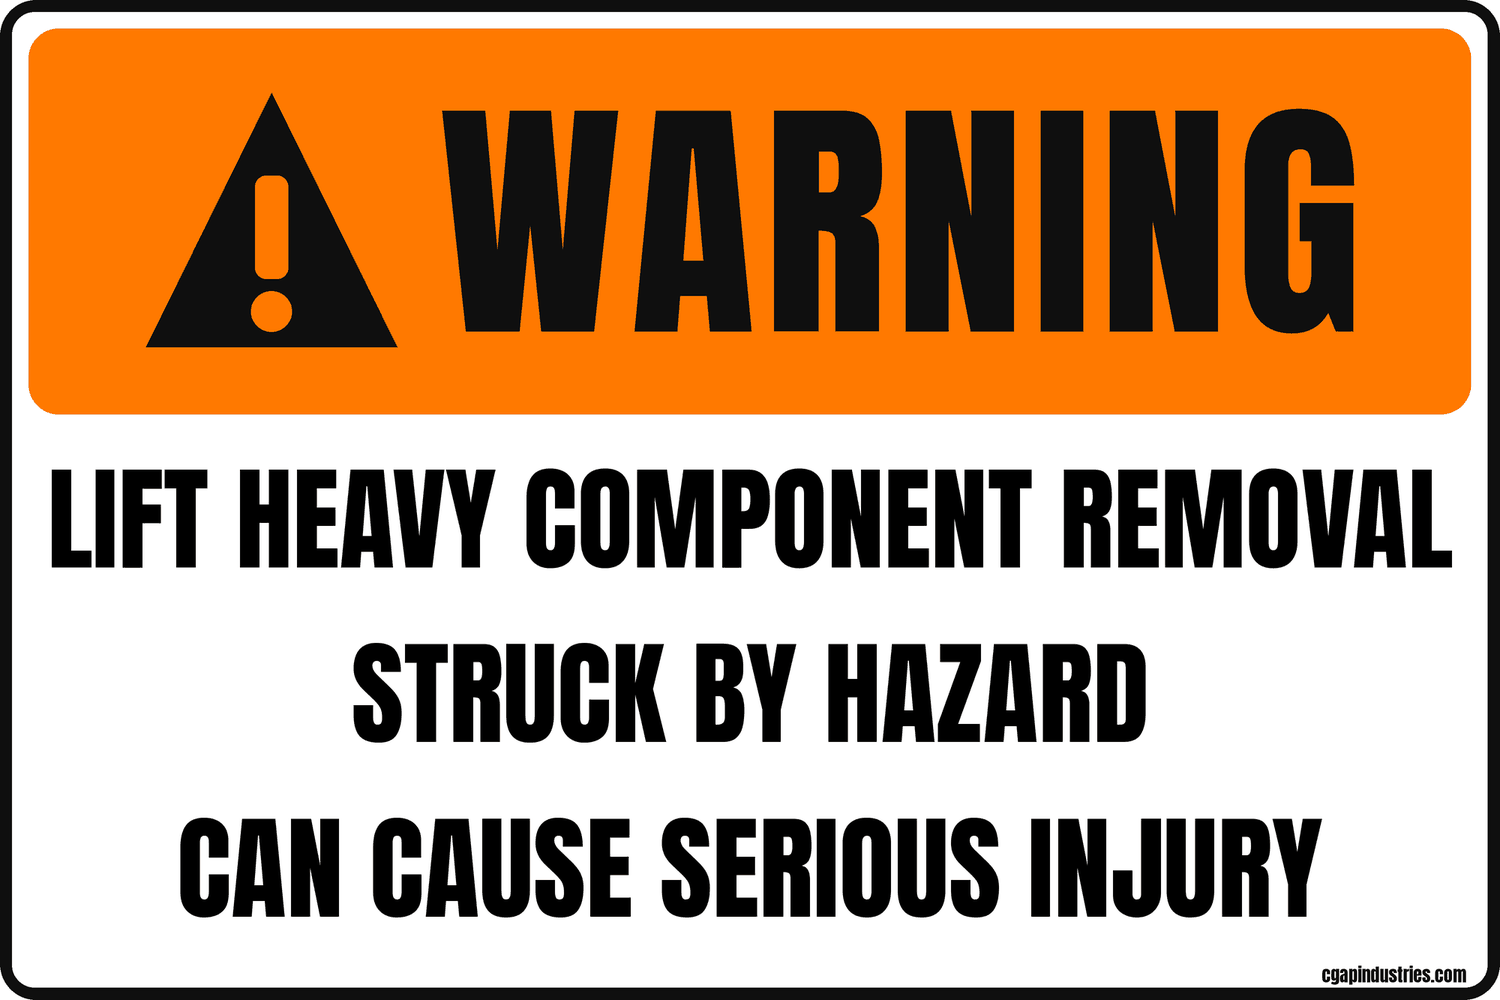 WARNING
LIFT HEAVY COMPONENT REMOVAL
STRUCK BY HAZARD
CAN CAUSE SERIOUS INJURY
cgapindustries.com